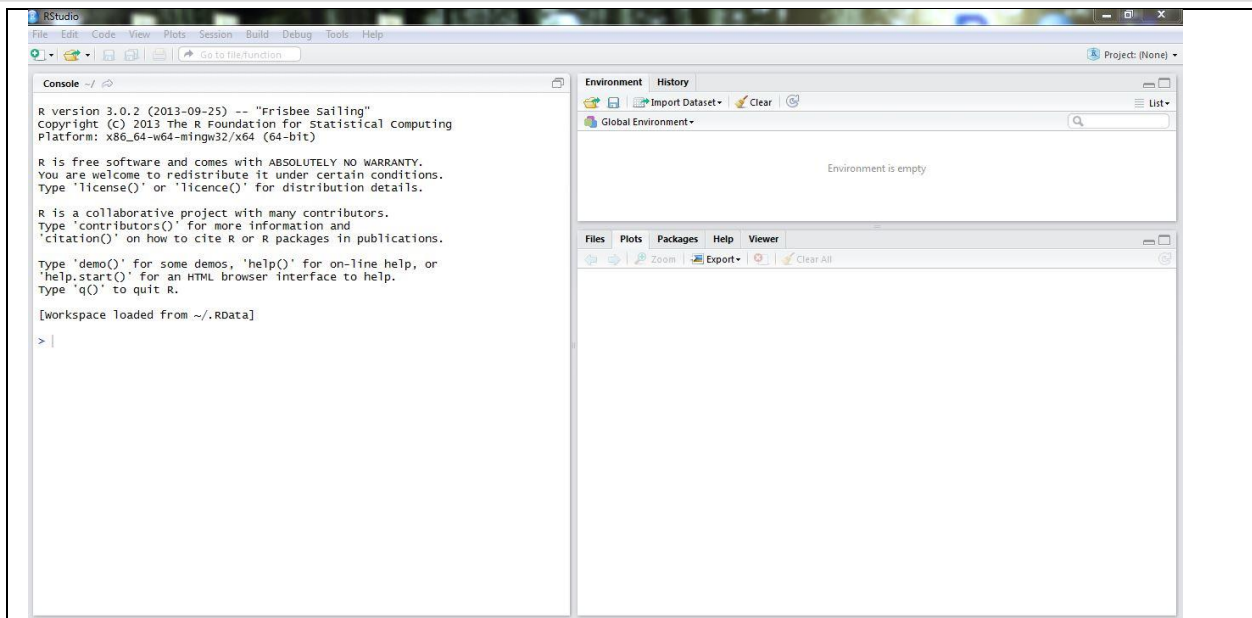 RStudio
File Edit Code View Plots Session Build Debug Tools Help
Go to file/function
Project: (None)
Console ~/
R version 3.0.2 (2013-09-25) -- "Frisbee Sailing"
Copyright (C) 2013 The R Foundation for Statistical Computing
Platform: x86_64-w64-mingw32/x64 (64-bit)
R is free software and comes with ABSOLUTELY NO WARRANTY.
You are welcome to redistribute it under certain conditions.
Type 'license()' or 'licence()' for distribution details.
R is a collaborative project with many contributors.
Type 'contributors()' for more information and
'citation()' on how to cite R or R packages in publications.
Type 'demo()' for some demos, 'help()' for on-line help, or
'help.start()' for an HTML browser interface to help.
Type 'q()' to quit R.
[Workspace loaded from ~/.RData]
>
Environment History
Import Dataset Clear
List
Global Environment
Environment is empty
Files Plots Packages Help Viewer
Zoom Export Clear All